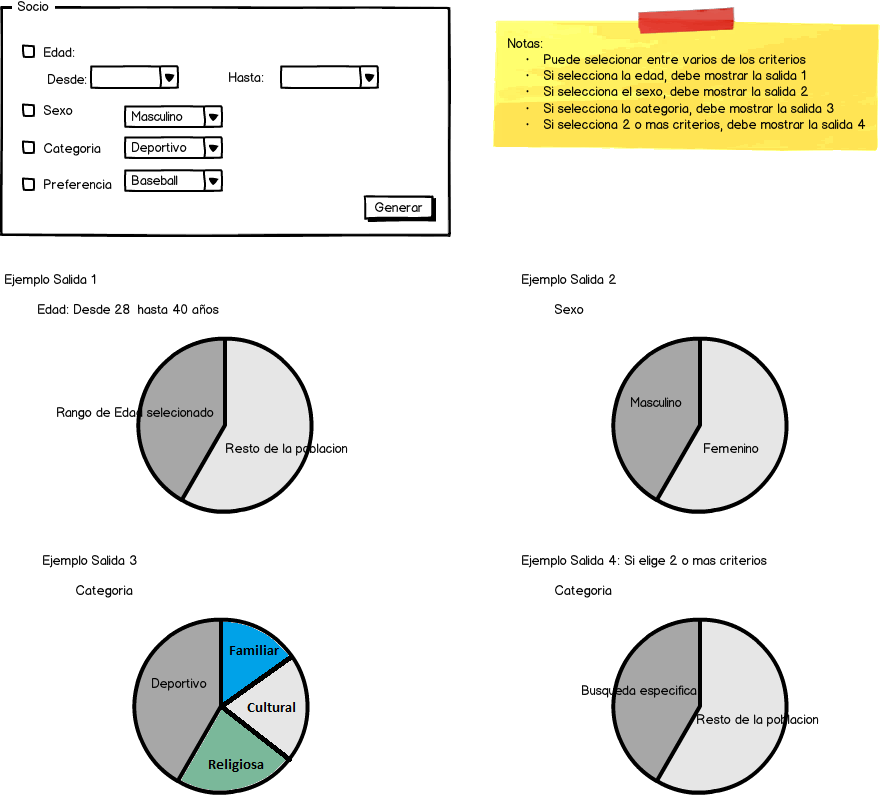 Socio
Edad:
Desde:
Hasta:
Sexo
Masculino
Categoria
Deportivo
Preferencia
Baseball
Generar
Notas:
· Puede selecionar entre varios de los criterios
· Si selecciona la edad, debe mostrar la salida 1
· Si selecciona el sexo, debe mostrar la salida 2
· Si selecciona la categoria, debe mostrar la salida 3
· Si selecciona 2 o mas criterios, debe mostrar la salida 4
Ejemplo Salida 1
Edad: Desde 28 hasta 40 años
Rango de Edad selecionado
Resto de la poblacion
Ejemplo Salida 2
Sexo
Masculino
Femenino
Ejemplo Salida 3
Categoria
Familiar
Deportivo
Cultural
Religiosa
Ejemplo Salida 4: Si elige 2 o mas criterios
Categoria
Busqueda especifica
Resto de la poblacion